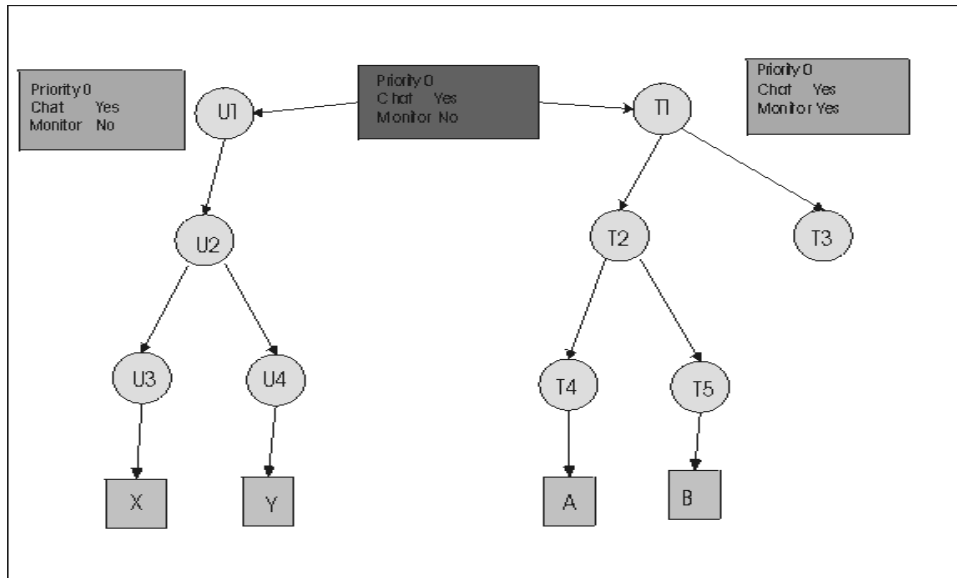 Priority 0
Chat Yes
Monitor No
U1
Priority 0
Chat Yes
Monitor No
T1
Priority 0
Chat Yes
Monitor Yes
U2
T2
T3
U3
U4
T4
T5
X
Y
A
B